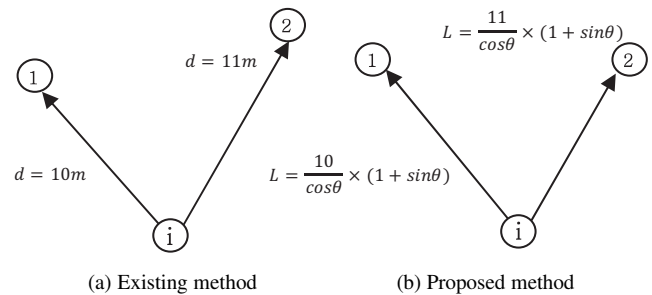 1
2
d = 11m
d = 10m
i
(a) Existing method
L = 11/cosθ × (1 + sinθ)
1
2
L = 10/cosθ × (1 + sinθ)
i
(b) Proposed method